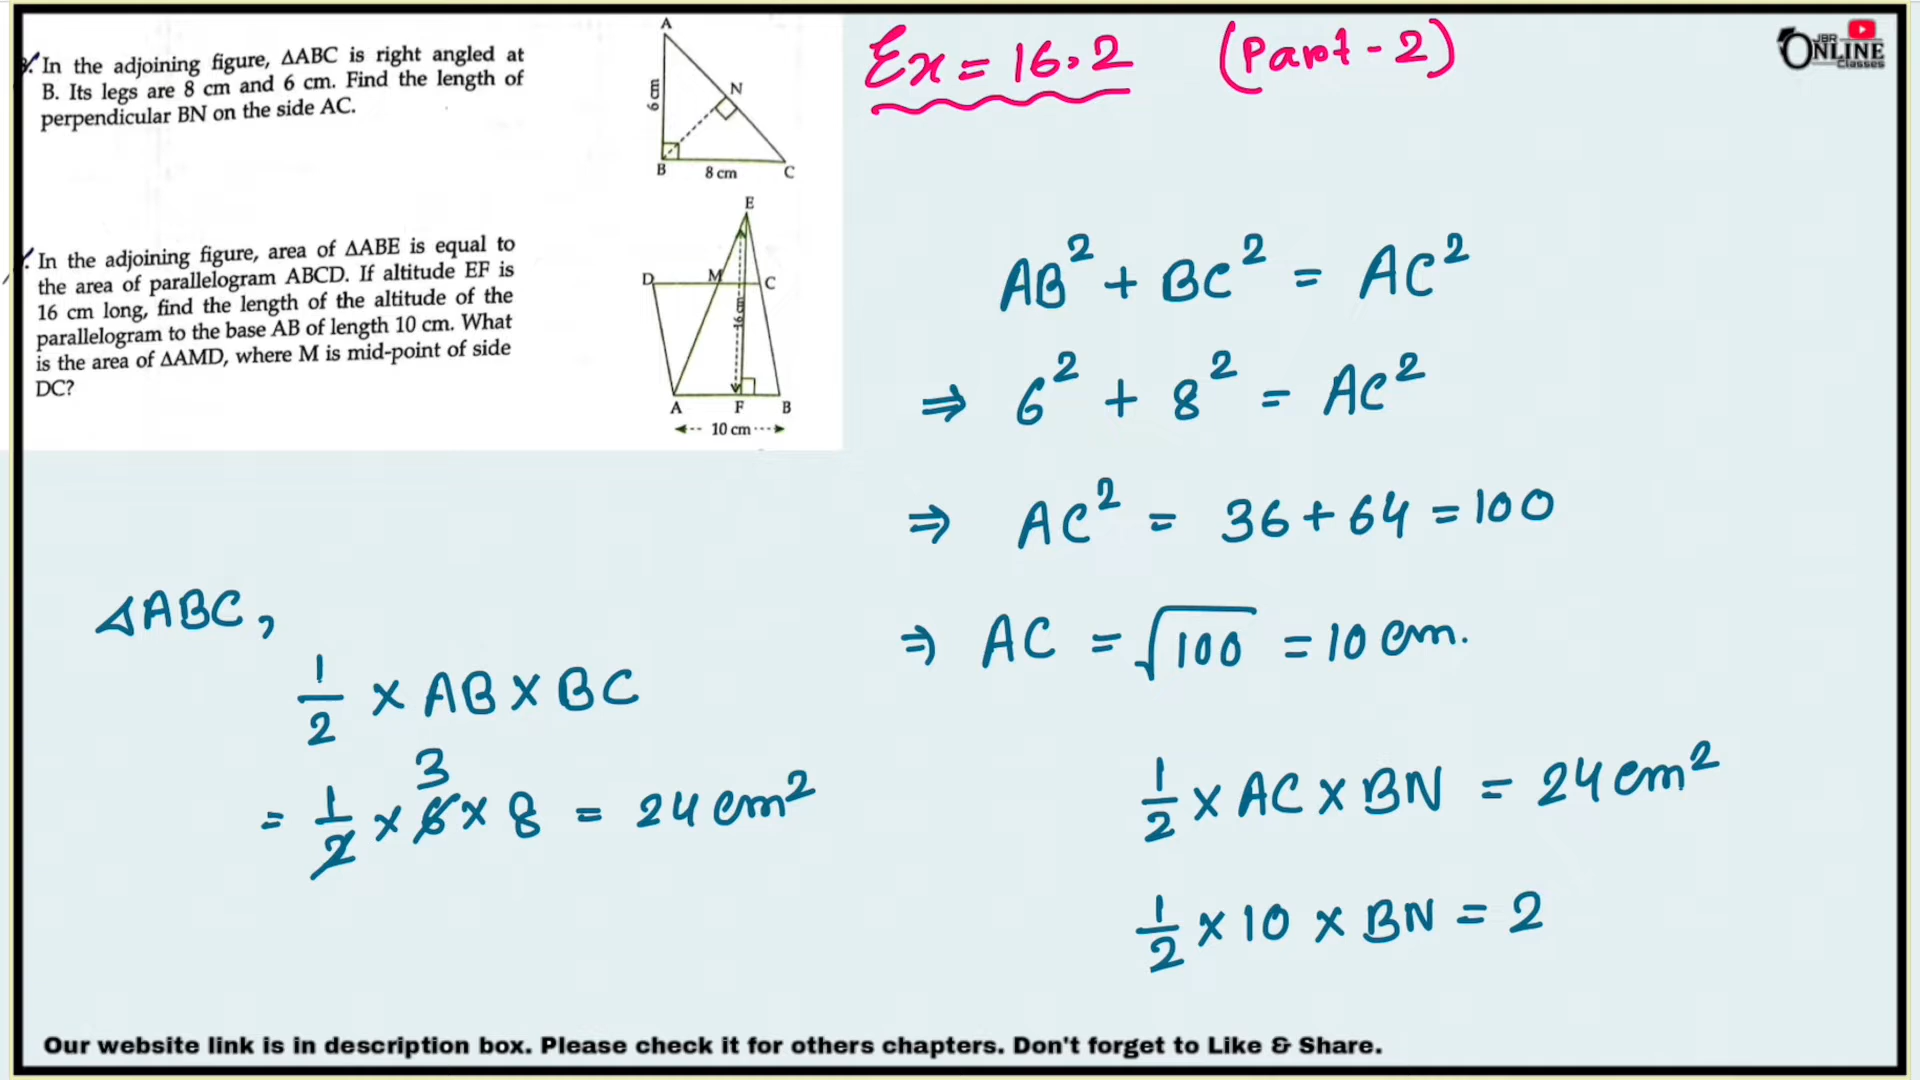 In the adjoining figure, ΔABC is right angled at
B. Its legs are 8 cm and 6 cm. Find the length of
perpendicular BN on the side AC.
A
6 cm
N
B
8 cm
C
In the adjoining figure, area of ΔABE is equal to
the area of parallelogram ABCD. If altitude EF is
16 cm long, find the length of the altitude of the
parallelogram to the base AB of length 10 cm. What
is the area of ΔAMD, where M is mid-point of side
DC?
E
D
M
C
16 cm
A
F
B
10 cm
Ex = 16.2 (Part - 2)
JBR
ONLINE
Classes
AB² + BC² = AC²
⇒ 6² + 8² = AC²
⇒ AC² = 36 + 64 = 100
⇒ AC = √100 = 10 cm.
ΔABC,
1/2 × AB × BC
3
= 1/2 × 6 × 8 = 24 cm²
1/2 × AC × BN = 24 cm²
1/2 × 10 × BN = 2
Our website link is in description box. Please check it for others chapters. Don't forget to Like & Share.